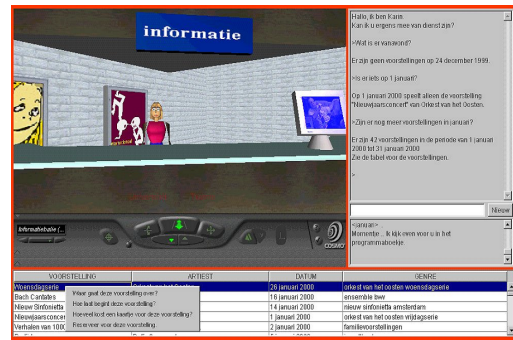 informatie
Hallo, ik ben Karin
Kan ik u ergens mee van dienst zijn?
>Wat is er vanavond?
Er zijn geen voorstellingen op 24 december 1999.
>Is er iets op 1 januari?
Op 1 januari 2000 speelt alleen de voorstelling
"Nieuwjaarsconcert" van Orkest van het Oosten.
>Zijn er nog meer voorstellingen in januari?
Er zijn 42 voorstellingen in de periode van 1 januari
2000 tot 31 januari 2000
Zie de tabel voor de voorstellingen.
>
Nieuw
<januari>
Momentje... Ik kijk even voor u in het
programmaboekje.
Informatiebalie (...
COSMO
VOORSTELLING ARTIEST DATUM GENRE
Woensdagserie 26 januari 2000 orkest van het oosten woensdagserie
Bach Cantates 16 januari 2000 ensemble bwv
Nieuw Sinfonietta 14 januari 2000 nieuw sinfonietta amsterdam
Nieuwjaarsconcer 21 januari 2000 orkest van het oosten vrijdagserie
Verhalen van 100 2 januari 2000 familievoorstellingen
Waar gaat deze voorstelling over?
Hoe laat begint deze voorstelling?
Hoeveel kost een kaartje voor deze voorstelling?
Reserveer voor deze voorstelling.